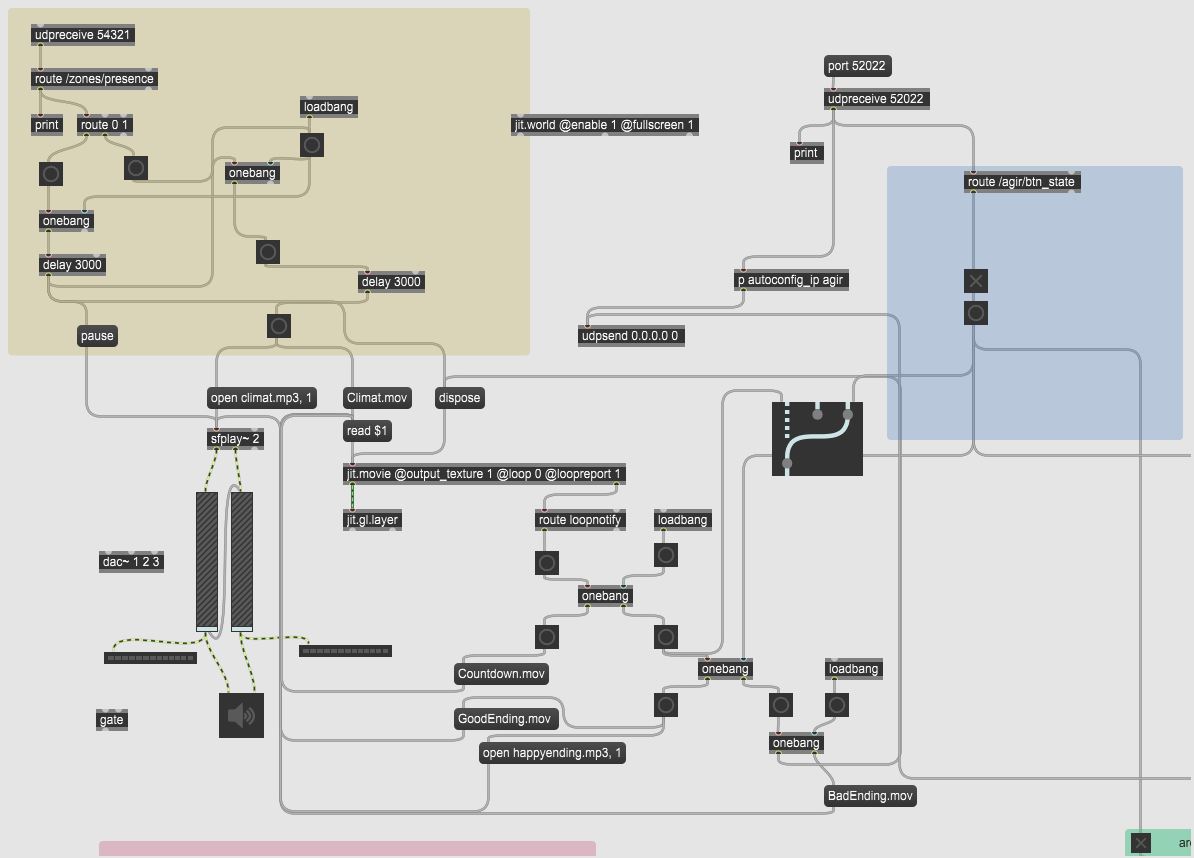 udpreceive 54321
route /zones/presence
print
route 0 1
loadbang
onebang
onebang
delay 3000
delay 3000
pause
jit.world @enable 1 @fullscreen 1
port 52022
udpreceive 52022
print
route /agir/btn_state
p autoconfig_ip agir
udpsend 0.0.0.0 0
open climat.mp3, 1
Climat.mov
dispose
read $1
sfplay~ 2
jit.movie @output_texture 1 @loop 0 @loopreport 1
jit.gl.layer
route loopnotify
loadbang
dac~ 1 2 3
onebang
Countdown.mov
onebang
loadbang
gate
GoodEnding.mov
open happyending.mp3, 1
onebang
BadEnding.mov